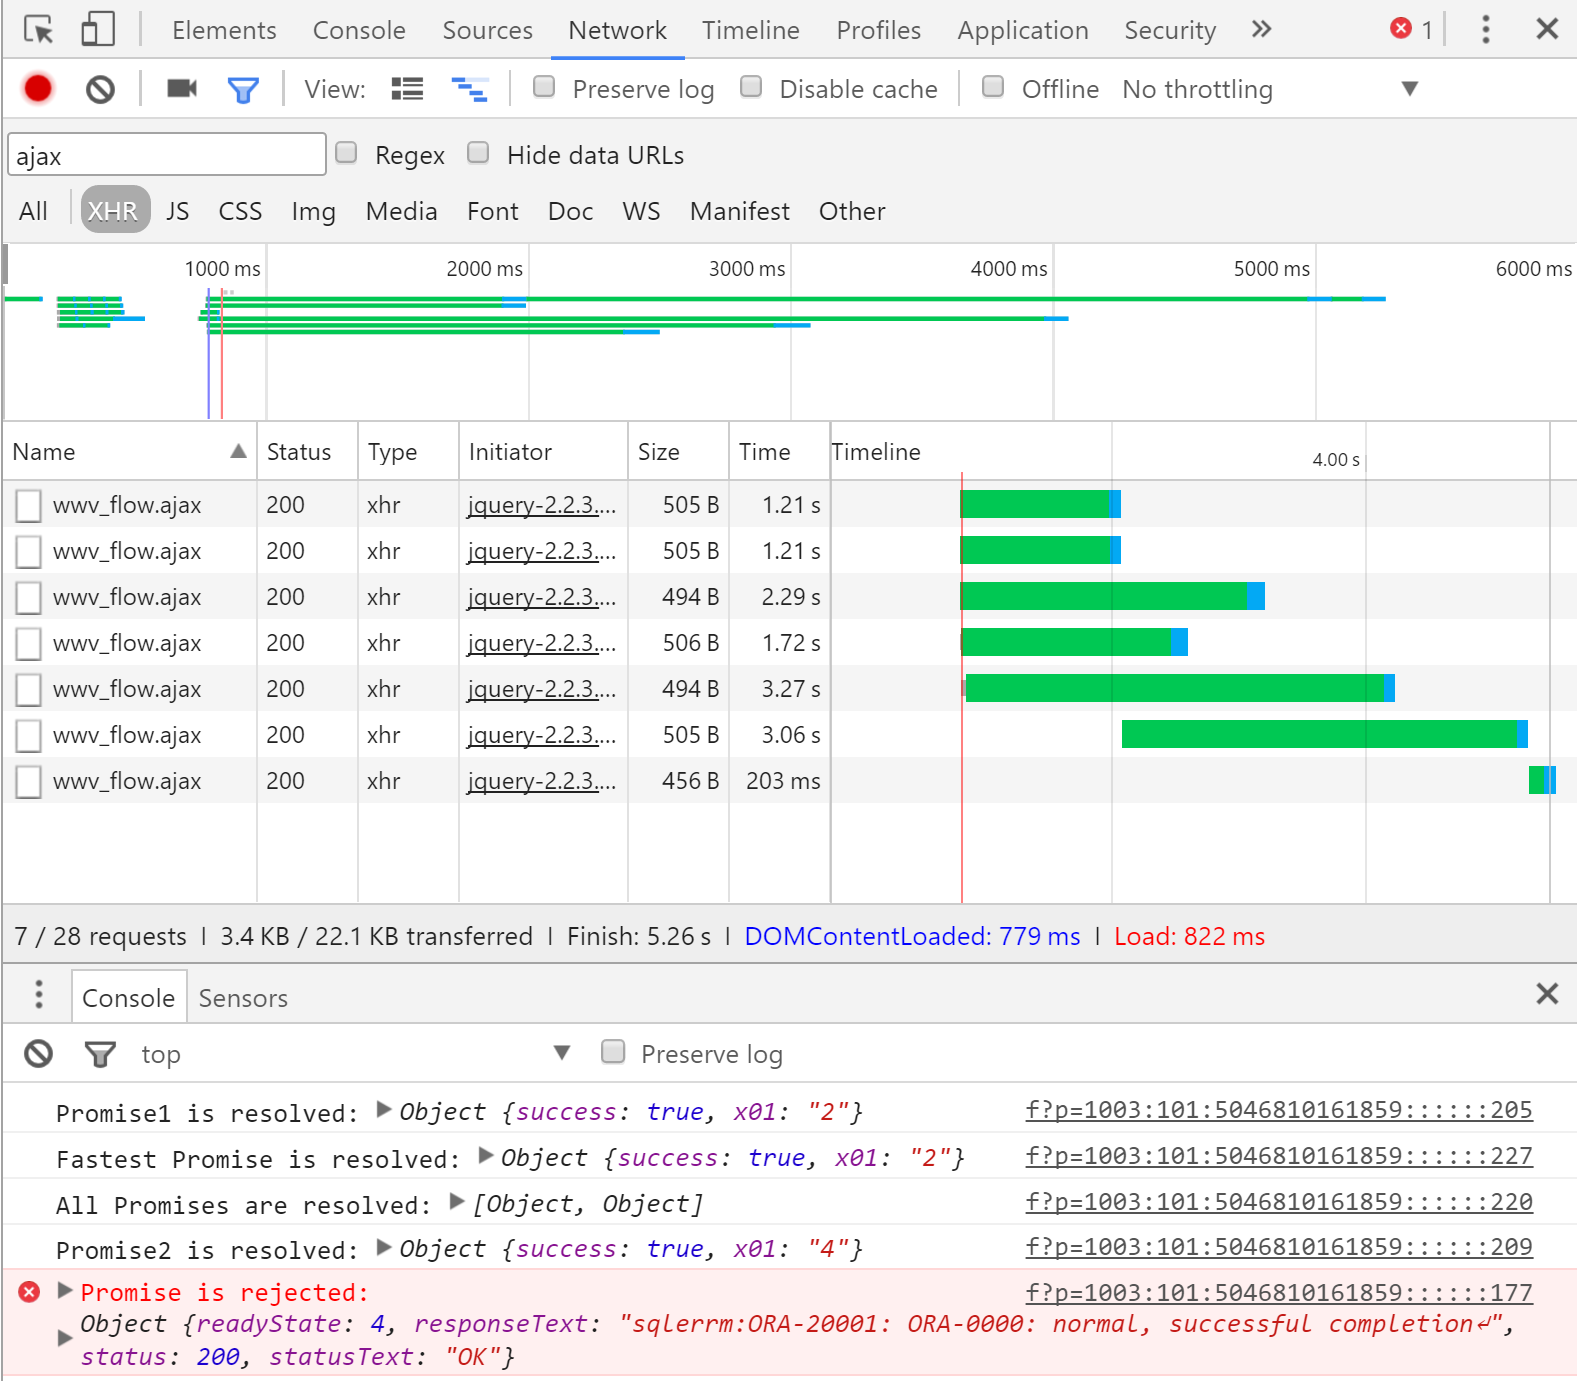 Elements Console Sources Network Timeline Profiles Application Security » 1
View: Preserve log Disable cache Offline No throttling
ajax Regex Hide data URLs
All XHR JS CSS Img Media Font Doc WS Manifest Other
1000 ms 2000 ms 3000 ms 4000 ms 5000 ms 6000 ms
Name Status Type Initiator Size Time Timeline 4.00 s
wwv_flow.ajax 200 xhr jquery-2.2.3.... 505 B 1.21 s
wwv_flow.ajax 200 xhr jquery-2.2.3.... 505 B 1.21 s
wwv_flow.ajax 200 xhr jquery-2.2.3.... 494 B 2.29 s
wwv_flow.ajax 200 xhr jquery-2.2.3.... 506 B 1.72 s
wwv_flow.ajax 200 xhr jquery-2.2.3.... 494 B 3.27 s
wwv_flow.ajax 200 xhr jquery-2.2.3.... 505 B 3.06 s
wwv_flow.ajax 200 xhr jquery-2.2.3.... 456 B 203 ms
7 / 28 requests | 3.4 KB / 22.1 KB transferred | Finish: 5.26 s | DOMContentLoaded: 779 ms | Load: 822 ms
Console Sensors
top Preserve log
Promise1 is resolved: Object {success: true, x01: "2"} f?p=1003:101:5046810161859::::::205
Fastest Promise is resolved: Object {success: true, x01: "2"} f?p=1003:101:5046810161859::::::227
All Promises are resolved: [Object, Object] f?p=1003:101:5046810161859::::::220
Promise2 is resolved: Object {success: true, x01: "4"} f?p=1003:101:5046810161859::::::209
Promise is rejected: f?p=1003:101:5046810161859::::::177
Object {readyState: 4, responseText: "sqlerrm:ORA-20001: ORA-0000: normal, successful completion↵",
status: 200, statusText: "OK"}